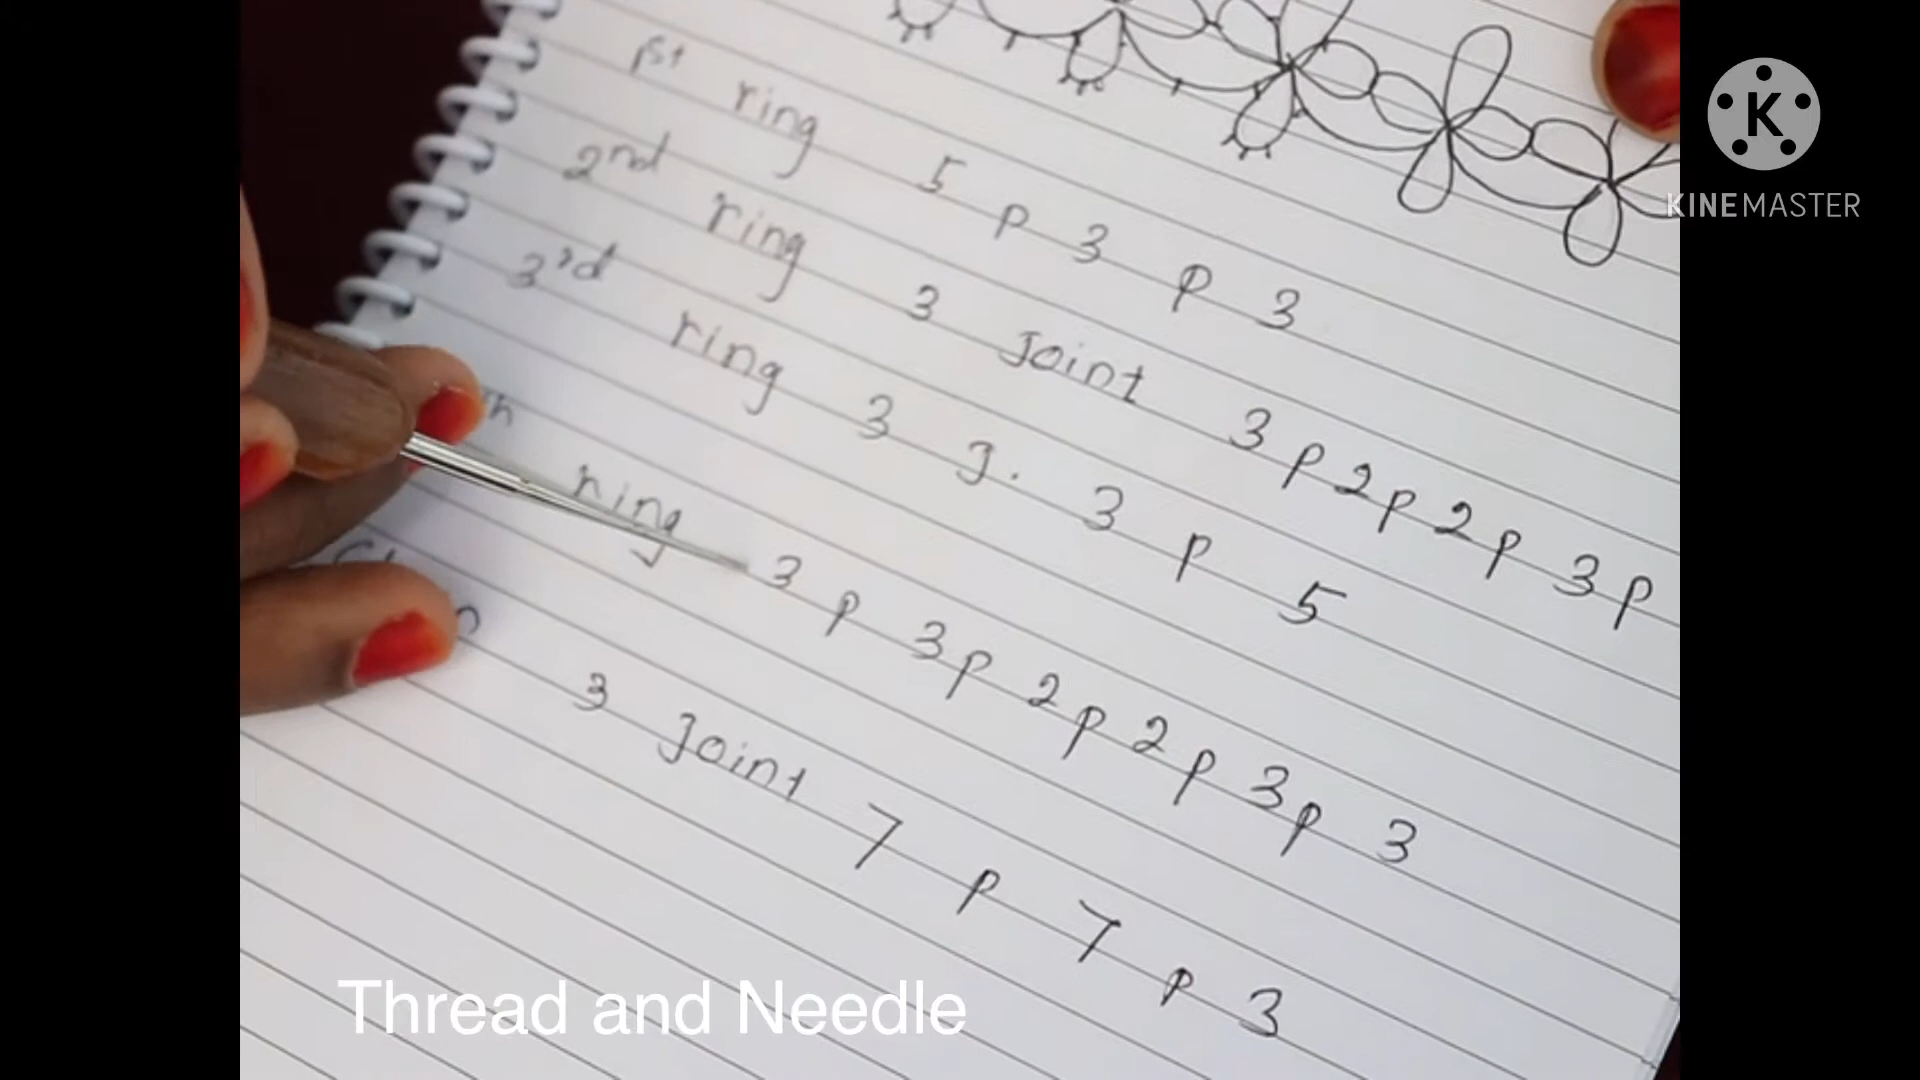 1st ring 5 p 3 p 3
2nd ring 3 Joint 3 p 2 p 2 p 3 p
3rd ring 3 J. 3 p 5
ring 3 p 3 p 2 p 2 p 3 p 3
3 Joint 7 p 7 p 3
K
KINEMASTER
Thread and Needle